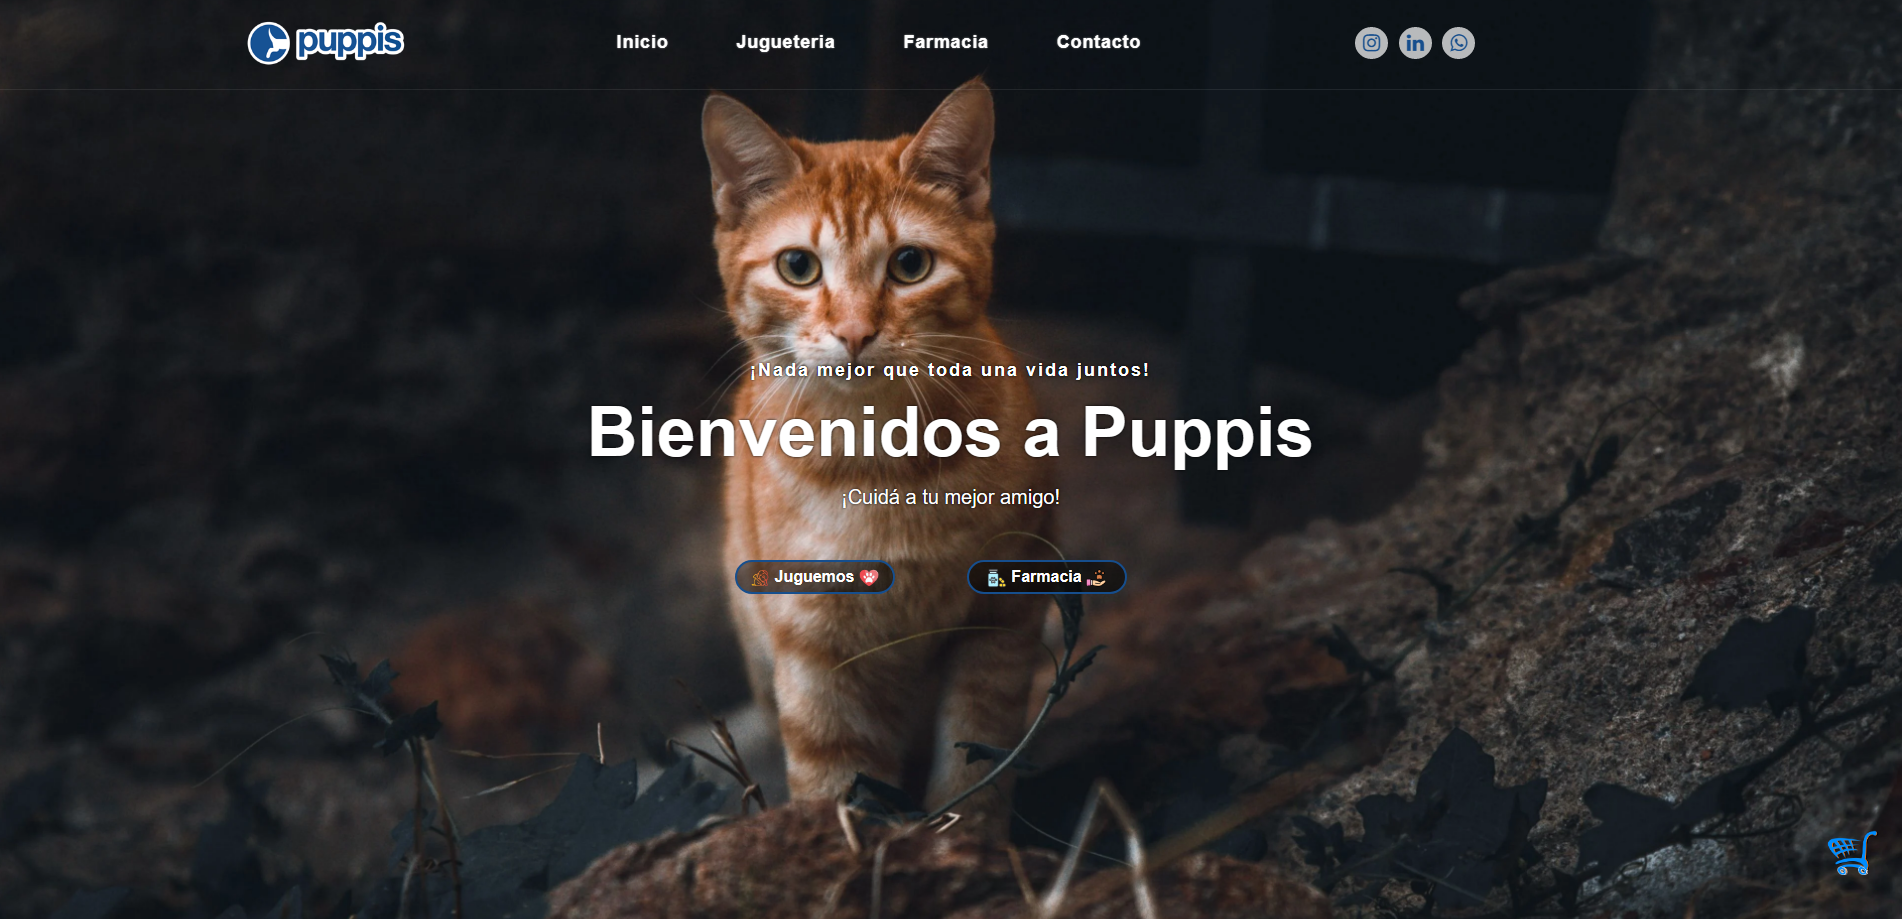 puppis
Inicio Jugueteria Farmacia Contacto
¡Nada mejor que toda una vida juntos!
Bienvenidos a Puppis
¡Cuidá a tu mejor amigo!
Juguemos
Farmacia